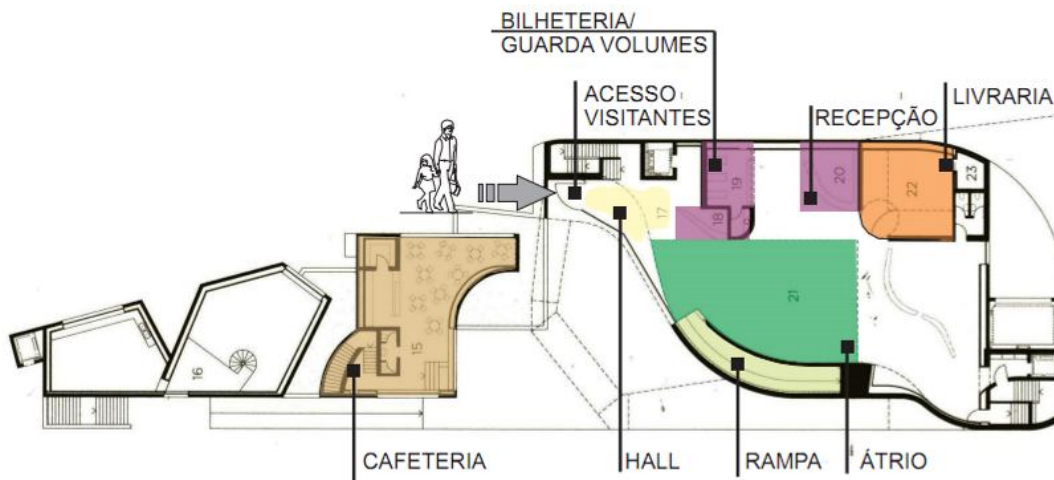 BILHETERIA/
GUARDA VOLUMES
ACESSO
VISITANTES
RECEPÇÃO
LIVRARIA
23
20
19
22
17
18
21
15
16
CAFETERIA
HALL
RAMPA
ÁTRIO